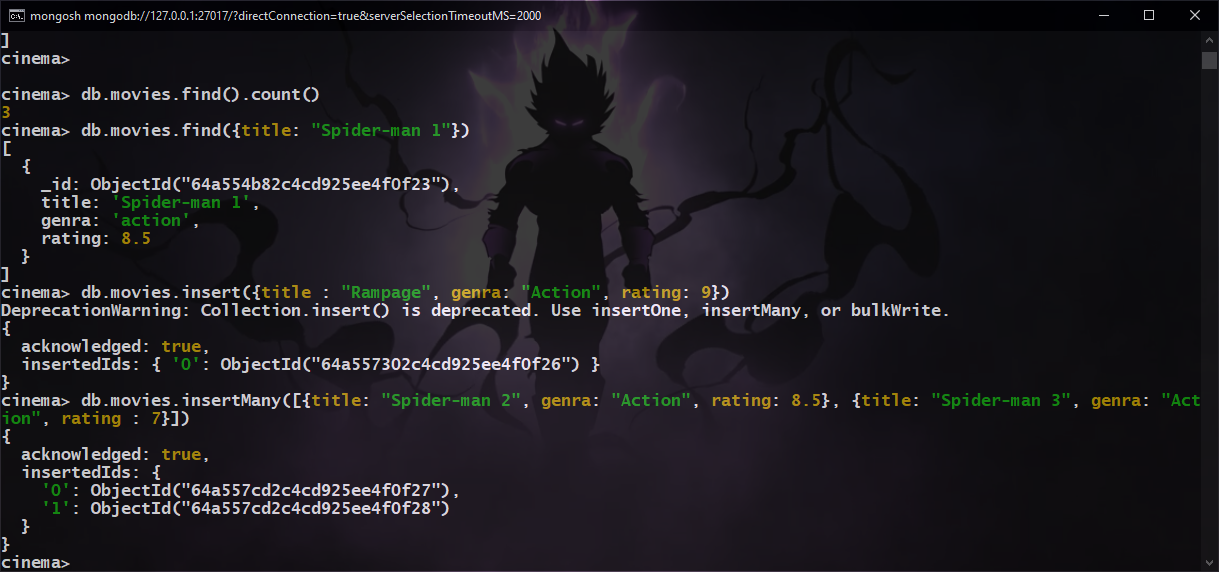 mongosh mongodb://127.0.0.1:27017/?directConnection=true&serverSelectionTimeoutMS=2000
]
cinema>
cinema> db.movies.find().count()
3
cinema> db.movies.find({title: "Spider-man 1"})
[
  {
    _id: ObjectId("64a554b82c4cd925ee4f0f23"),
    title: 'Spider-man 1',
    genra: 'action',
    rating: 8.5
  }
]
cinema> db.movies.insert({title : "Rampage", genra: "Action", rating: 9})
DeprecationWarning: Collection.insert() is deprecated. Use insertOne, insertMany, or bulkWrite.
{
  acknowledged: true,
  insertedIds: { '0': ObjectId("64a557302c4cd925ee4f0f26") }
}
cinema> db.movies.insertMany([{title: "Spider-man 2", genra: "Action", rating: 8.5}, {title: "Spider-man 3", genra: "Act
ion", rating : 7}])
{
  acknowledged: true,
  insertedIds: {
    '0': ObjectId("64a557cd2c4cd925ee4f0f27"),
    '1': ObjectId("64a557cd2c4cd925ee4f0f28")
  }
}
cinema>